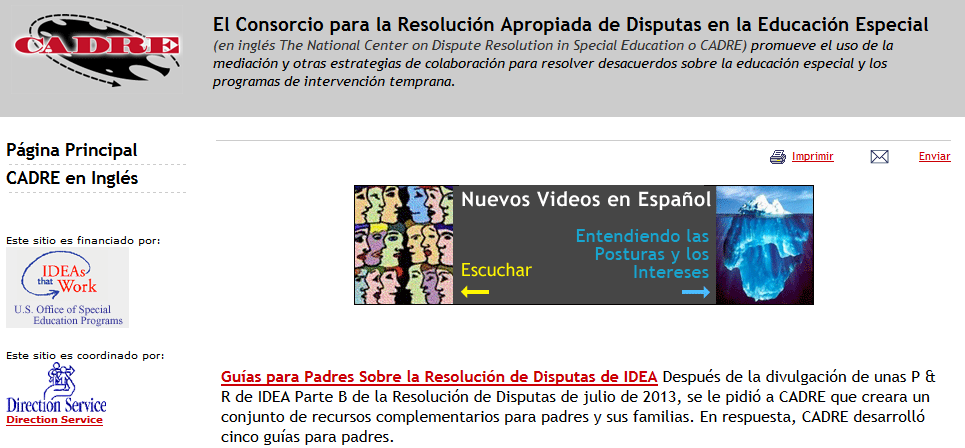 CADRE
El Consorcio para la Resolución Apropiada de Disputas en la Educación Especial
(en inglés The National Center on Dispute Resolution in Special Education o CADRE) promueve el uso de la
mediación y otras estrategias de colaboración para resolver desacuerdos sobre la educación especial y los
programas de intervención temprana.
Página Principal
CADRE en Inglés
Este sitio es financiado por:
IDEAs
that Work
U.S. Office of Special
Education Programs
Este sitio es coordinado por:
Direction Service
Direction Service
Imprimir
Enviar
Nuevos Videos en Español
Escuchar
Entendiendo las
Posturas y los
Intereses
Guías para Padres Sobre la Resolución de Disputas de IDEA Después de la divulgación de unas P &
R de IDEA Parte B de la Resolución de Disputas de julio de 2013, se le pidió a CADRE que creara un
conjunto de recursos complementarios para padres y sus familias. En respuesta, CADRE desarrolló
cinco guías para padres.